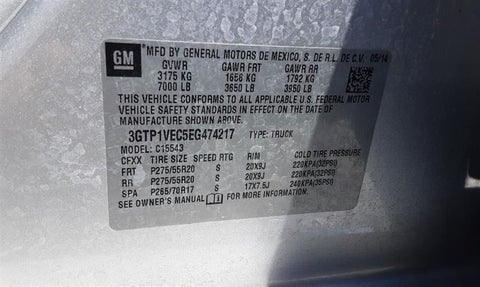 GM MFD BY GENERAL MOTORS DE MEXICO, S. DE R.L. DE C.V. 05/14
GVWR GAWR FRT GAWR RR
3175 KG 1656 KG 1792 KG
7000 LB 3650 LB 3950 LB
THIS VEHICLE CONFORMS TO ALL APPLICABLE U.S. FEDERAL MOTOR
VEHICLE SAFETY STANDARDS IN EFFECT ON THE DATE OF
MANUFACTURE SHOWN ABOVE.
3GTP1VEC5EG474217 TYPE: TRUCK
MODEL: C15543
CFXX TIRE SIZE SPEED RTG RIM COLD TIRE PRESSURE
FRT P275/55R20 S 20X9J 220KPA(32PSI)
RR P275/55R20 S 20X9J 220KPA(32PSI)
SPA P265/70R17 S 17X7.5J 240KPA(35PSI)
SEE OWNER'S MANUAL FOR MORE INFORMATION